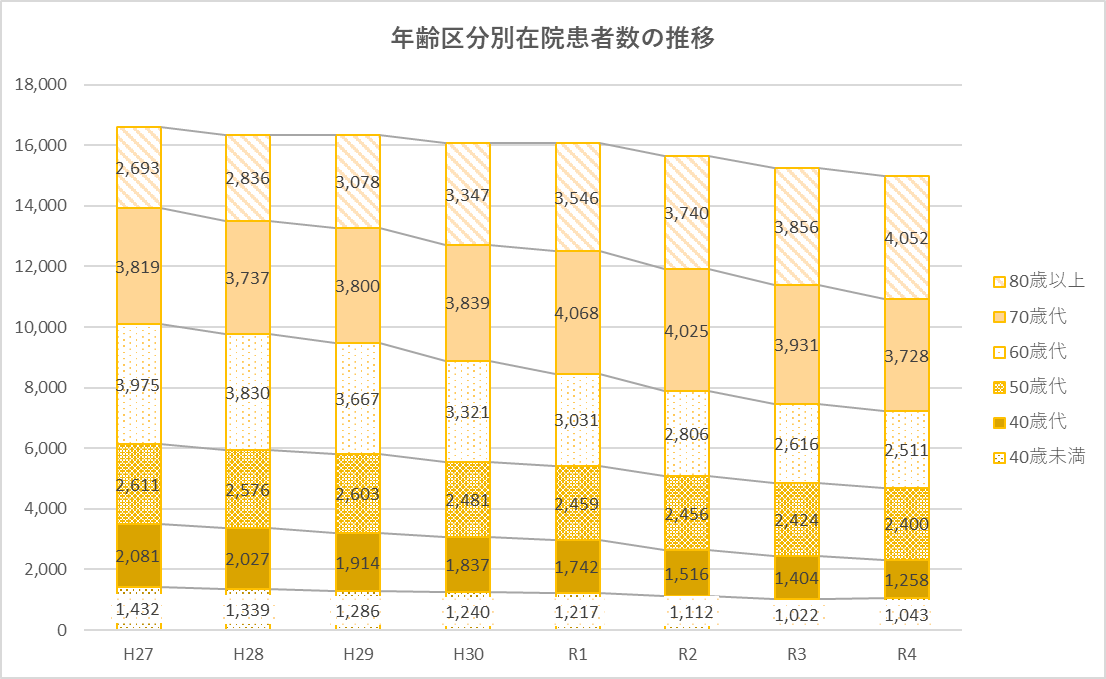 年齢区分別在院患者数の推移
18,000
16,000
14,000
12,000
10,000
8,000
6,000
4,000
2,000
0
2,693 2,836 3,078 3,347 3,546 3,740 3,856 4,052
3,819 3,737 3,800 3,839 4,068 4,025 3,931 3,728
3,975 3,830 3,667 3,321 3,031 2,806 2,616 2,511
2,611 2,576 2,603 2,481 2,459 2,456 2,424 2,400
2,081 2,027 1,914 1,837 1,742 1,516 1,404 1,258
1,432 1,339 1,286 1,240 1,217 1,112 1,022 1,043
H27 H28 H29 H30 R1 R2 R3 R4
80歳以上
70歳代
60歳代
50歳代
40歳代
40歳未満